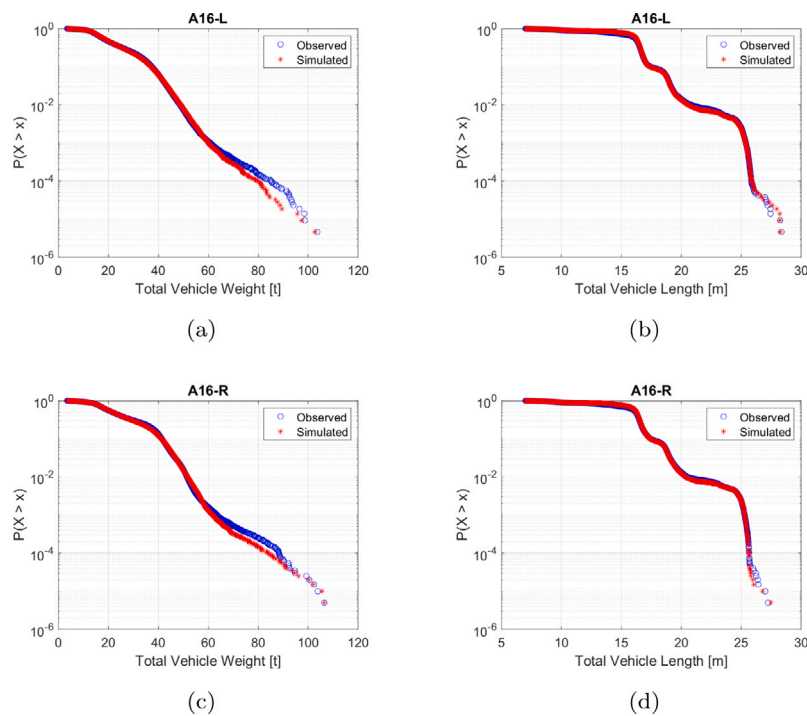 A16-L
10^0
10^-2
10^-4
10^-6
P(X > x)
Observed
Simulated
0 20 40 60 80 100 120
Total Vehicle Weight [t]
(a)
A16-L
10^0
10^-2
10^-4
10^-6
P(X > x)
Observed
Simulated
5 10 15 20 25 30
Total Vehicle Length [m]
(b)
A16-R
10^0
10^-2
10^-4
10^-6
P(X > x)
Observed
Simulated
0 20 40 60 80 100 120
Total Vehicle Weight [t]
(c)
A16-R
10^0
10^-2
10^-4
10^-6
P(X > x)
Observed
Simulated
5 10 15 20 25 30
Total Vehicle Length [m]
(d)